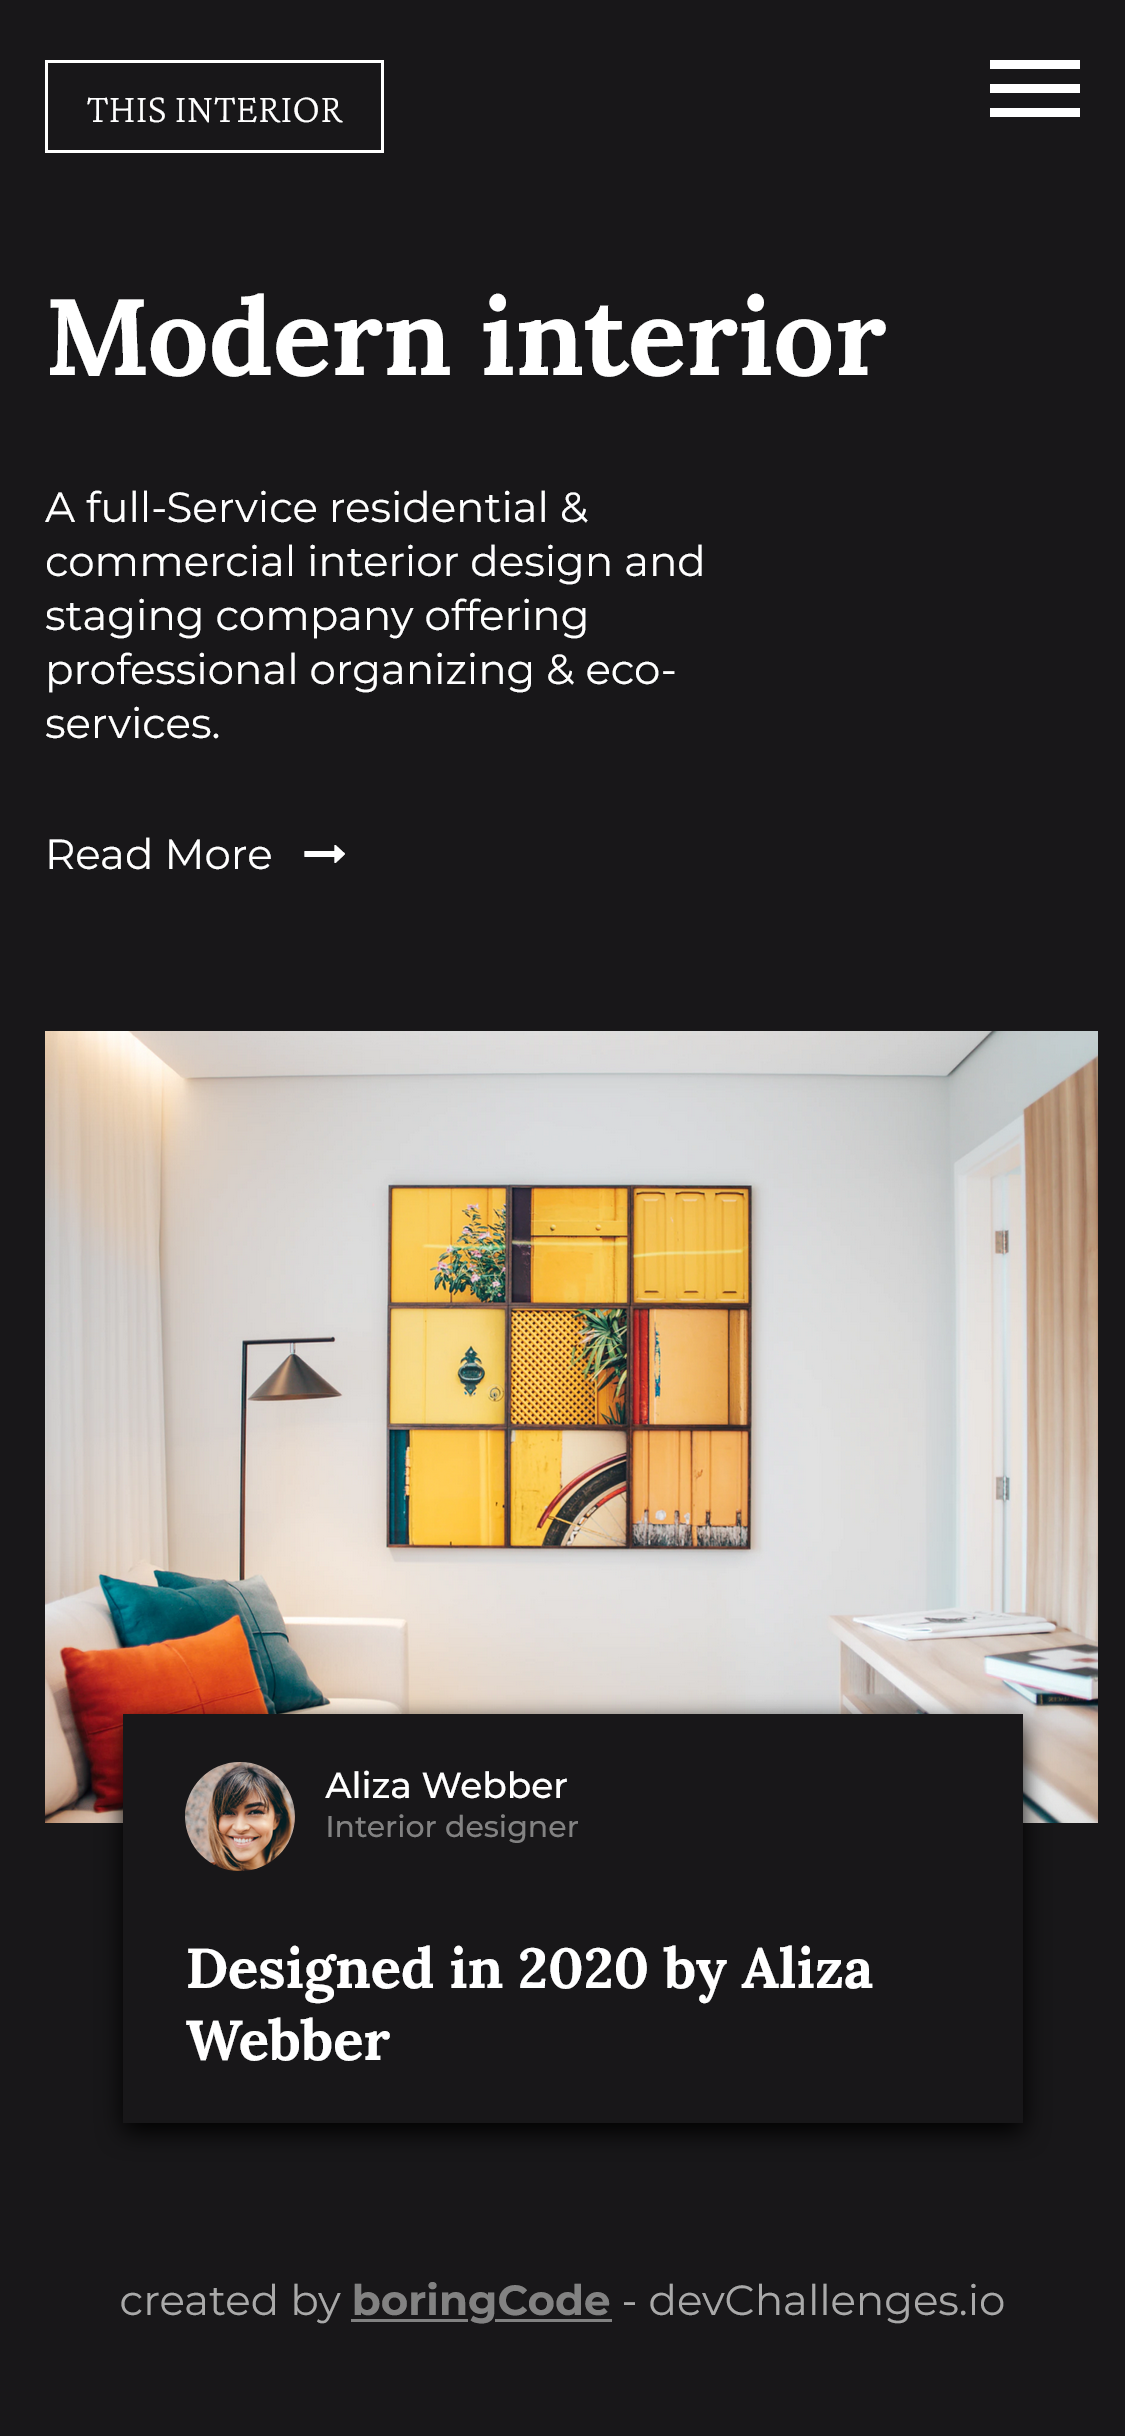 THIS INTERIOR
Modern interior
A full-Service residential &
commercial interior design and
staging company offering
professional organizing & eco-
services.
Read More
Aliza Webber
Interior designer
Designed in 2020 by Aliza
Webber
created by boringCode - devChallenges.io